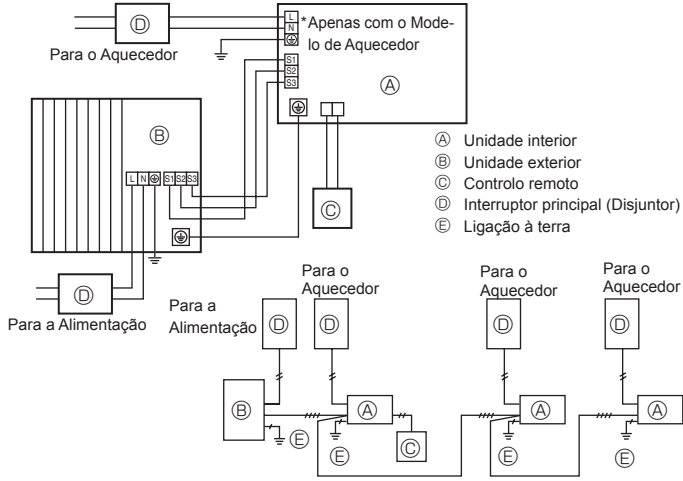 Ⓓ
Para o Aquecedor
L
N
*Apenas com o Mode-
lo de Aquecedor
S1
S2
S3
Ⓐ
Ⓑ
L N S1 S2 S3
Ⓒ
Ⓓ
Para a Alimentação
Ⓐ Unidade interior
Ⓑ Unidade exterior
Ⓒ Controlo remoto
Ⓓ Interruptor principal (Disjuntor)
Ⓔ Ligação à terra
Para a
Alimentação
Ⓓ
Para o
Aquecedor
Ⓓ
Para o
Aquecedor
Ⓓ
Para o
Aquecedor
Ⓓ
Ⓑ
Ⓔ
Ⓐ
Ⓔ
Ⓒ
Ⓐ
Ⓔ
Ⓐ
Ⓔ